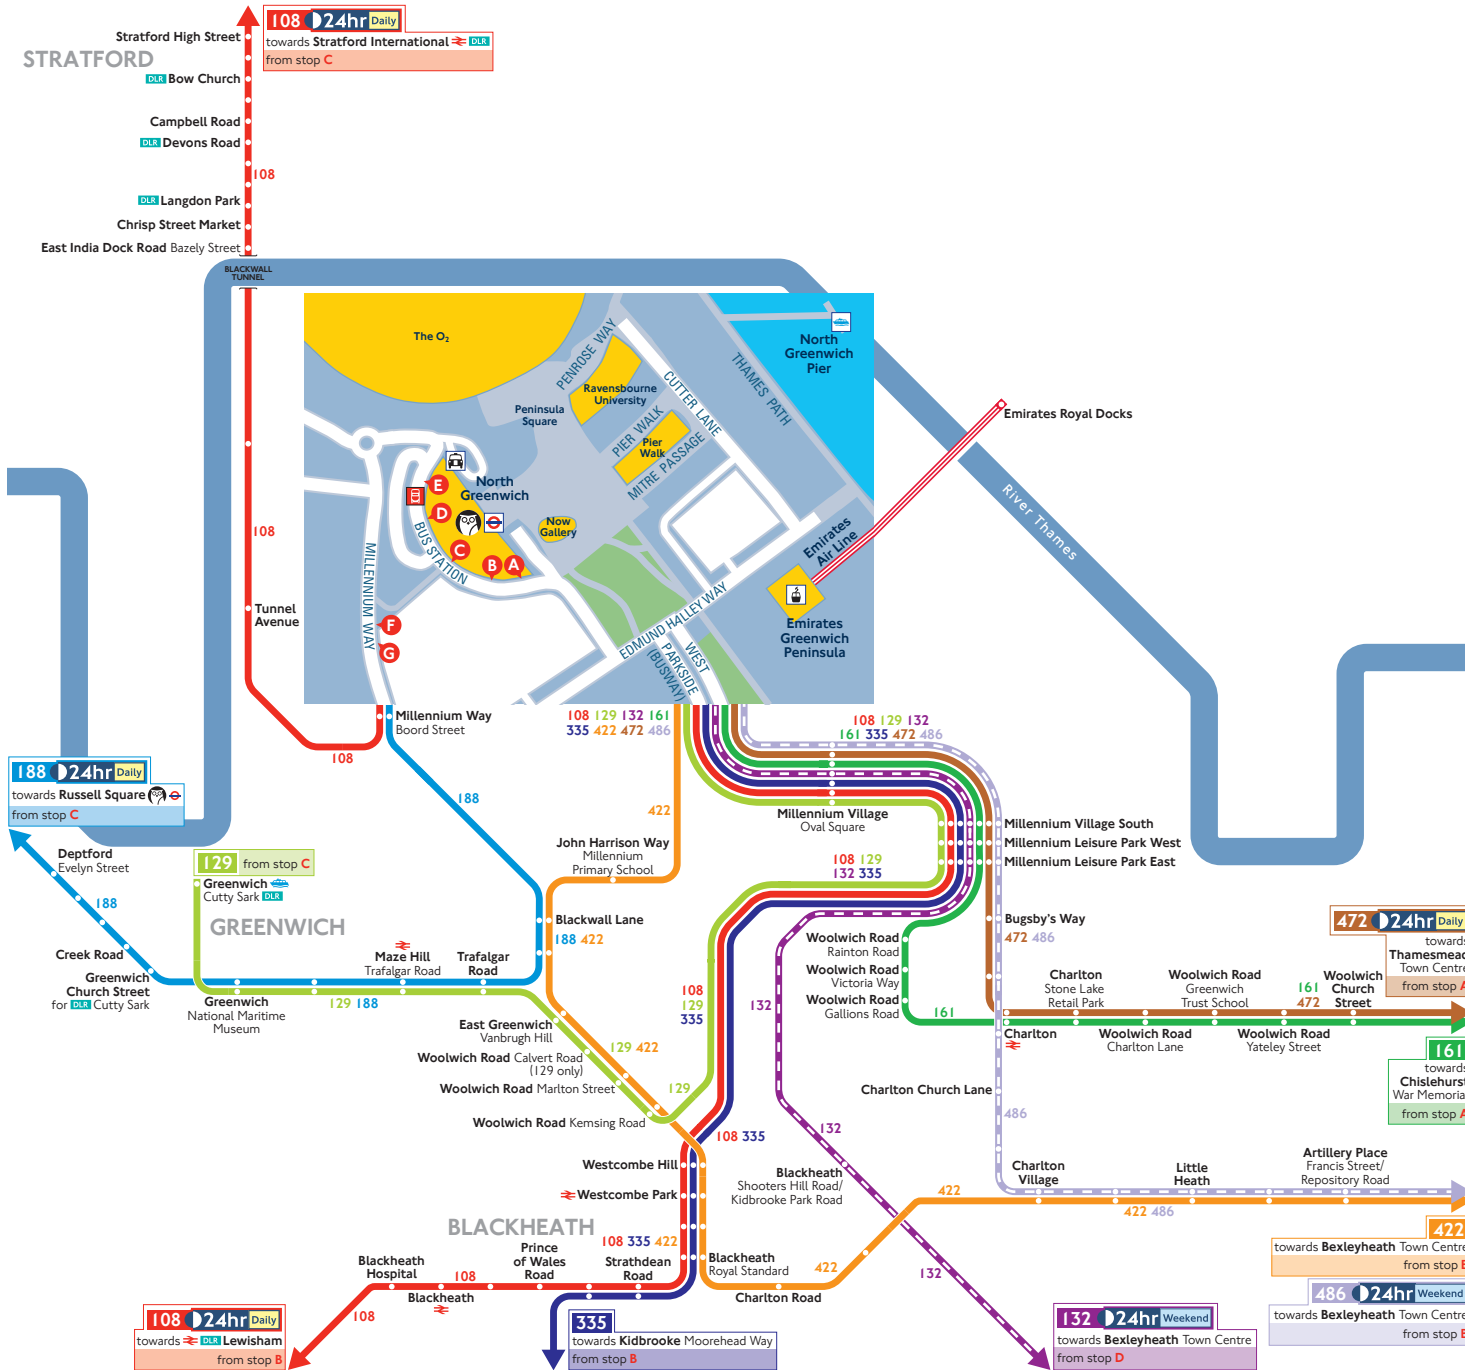 108 24hr Daily
towards Stratford International DLR
from stop C
Stratford High Street
STRATFORD
DLR Bow Church
Campbell Road
DLR Devons Road
108
DLR Langdon Park
Chrisp Street Market
East India Dock Road Bazely Street
BLACKWALL
TUNNEL
The O2
PENROSE WAY
Ravensbourne
University
Peninsula
Square
CUTTER LANE
THAMES PATH
North
Greenwich
Pier
PIER WALK
Pier
Walk
MITRE PASSAGE
Emirates Royal Docks
River Thames
North
Greenwich
E
D
C
B
A
F
G
BUS STATION
Now
Gallery
MILLENNIUM WAY
Emirates
Air Line
EDMUND HALLEY WAY
WEST
PARKSIDE
(BUSWAY)
Emirates
Greenwich
Peninsula
108
Tunnel
Avenue
Millennium Way
Boord Street
108
108 129 132 161
335 422 472 486
108 129 132
161 335 472 486
188 24hr Daily
towards Russell Square
from stop C
188
422
Millennium Village
Oval Square
Millennium Village South
Millennium Leisure Park West
Millennium Leisure Park East
John Harrison Way
Millennium
Primary School
108 129
132 335
Deptford
Evelyn Street
129 from stop C
Greenwich
Cutty Sark DLR
GREENWICH
188
Creek Road
Greenwich
Church Street
for DLR Cutty Sark
Greenwich
National Maritime
Museum
Maze Hill
Trafalgar Road
Trafalgar
Road
129 188
Blackwall Lane
188 422
Bugsby's Way
472 486
Woolwich Road
Rainton Road
Woolwich Road
Victoria Way
Woolwich Road
Gallions Road
161
Charlton
Stone Lake
Retail Park
Woolwich Road
Greenwich
Trust School
Woolwich
Church
Street
161
472
472 24hr Daily
towards
Thamesmead
Town Centre
from stop A
Charlton
Woolwich Road
Charlton Lane
Woolwich Road
Yateley Street
161
towards
Chislehurst
War Memorial
from stop A
East Greenwich
Vanbrugh Hill
Woolwich Road Calvert Road
(129 only)
129 422
Woolwich Road Marlton Street
129
Woolwich Road Kemsing Road
108
129
335
132
Charlton Church Lane
486
108 335
132
Westcombe Hill
Westcombe Park
Blackheath
Shooters Hill Road/
Kidbrooke Park Road
Charlton
Village
Little
Heath
Artillery Place
Francis Street/
Repository Road
422
422 486
BLACKHEATH
108 335 422
Blackheath
Royal Standard
422
Charlton Road
132
Blackheath
Hospital
108
Blackheath
Prince
of Wales
Road
Strathdean
Road
108
422
towards Bexleyheath Town Centre
from stop B
486 24hr Weekend
towards Bexleyheath Town Centre
from stop B
108 24hr Daily
towards DLR Lewisham
from stop B
335
towards Kidbrooke Moorehead Way
from stop B
132 24hr Weekend
towards Bexleyheath Town Centre
from stop D